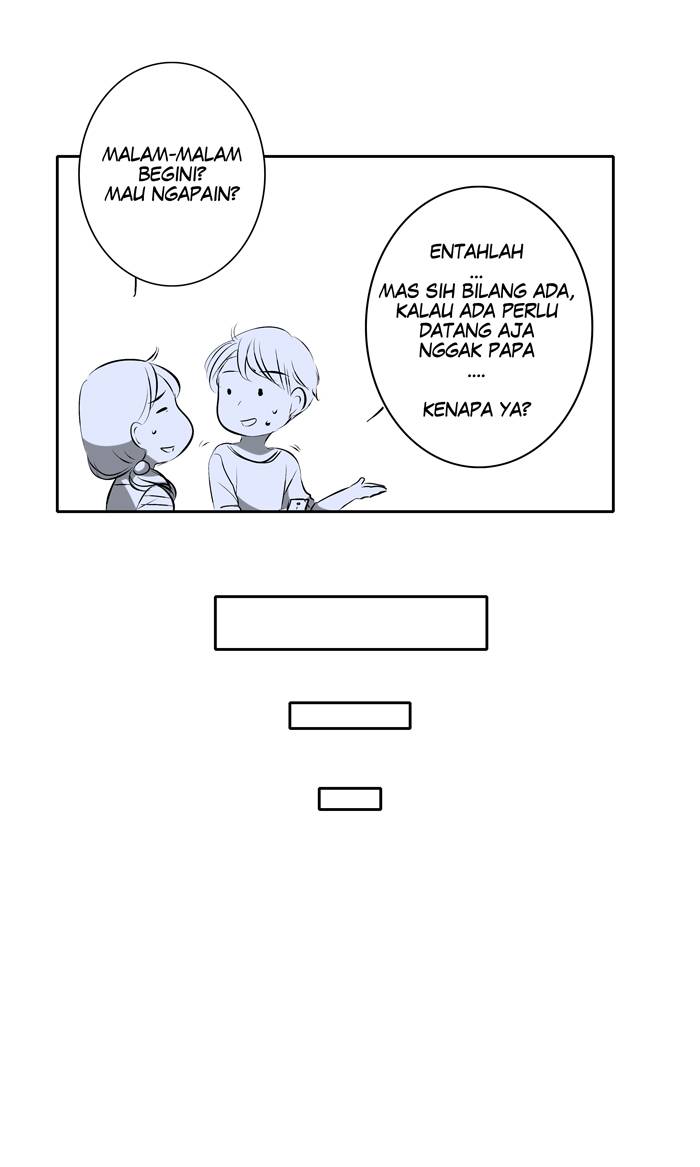 MALAM-MALAM
BEGINI?
MAU NGAPAIN?
ENTAHLAH
...
MAS SIH BILANG ADA,
KALAU ADA PERLU
DATANG AJA
NGGAK PAPA
....
KENAPA YA?